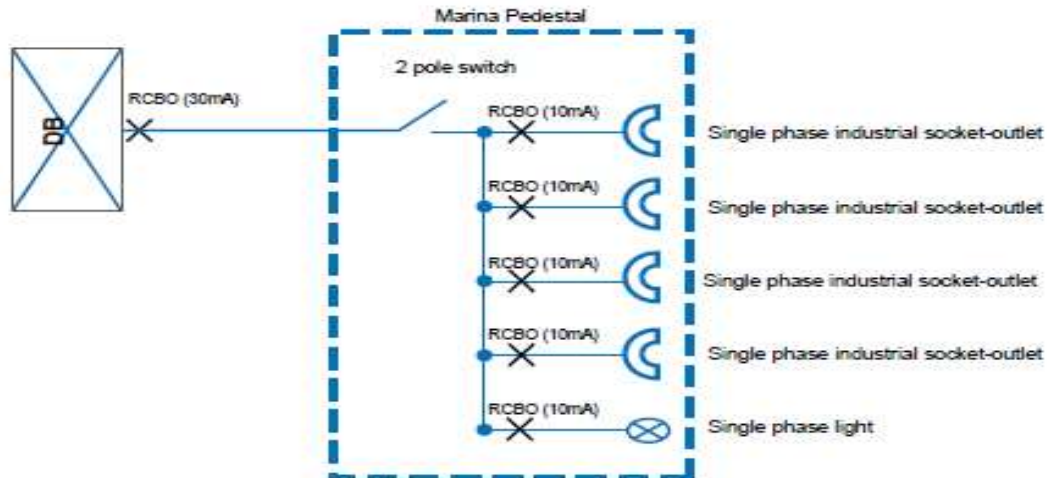 Marina Pedestal
2 pole switch
DB
RCBO (30mA)
RCBO (10mA)
Single phase industrial socket-outlet
RCBO (10mA)
Single phase industrial socket-outlet
RCBO (10mA)
Single phase industrial socket-outlet
RCBO (10mA)
Single phase industrial socket-outlet
RCBO (10mA)
Single phase light